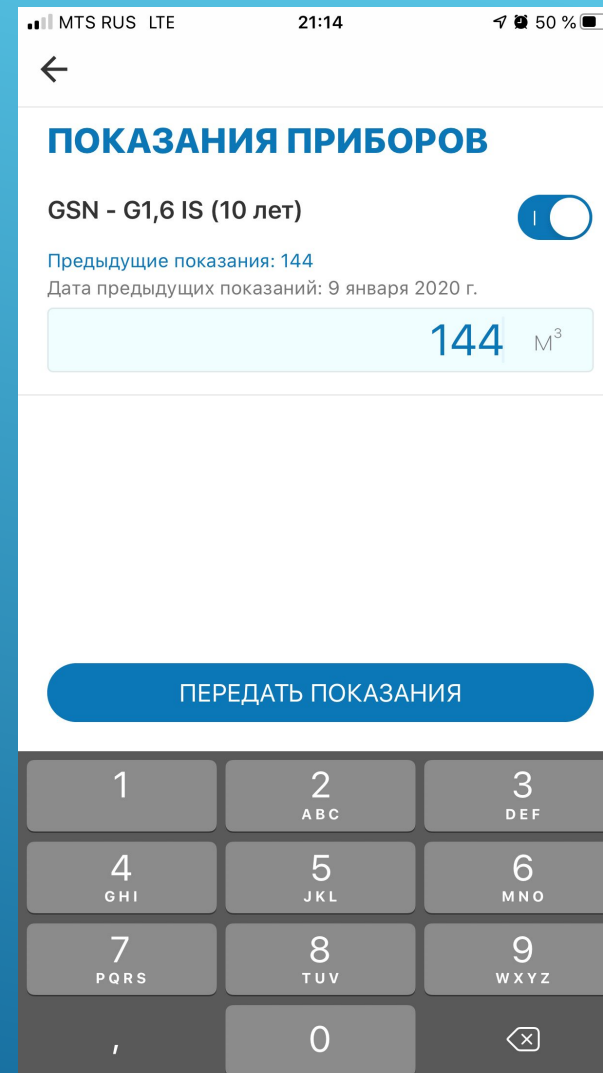 MTS RUS LTE 21:14 50 %
ПОКАЗАНИЯ ПРИБОРОВ
GSN - G1,6 IS (10 лет)
Предыдущие показания: 144
Дата предыдущих показаний: 9 января 2020 г.
144 М³
ПЕРЕДАТЬ ПОКАЗАНИЯ
1 2 3
ABC DEF
4 5 6
GHI JKL MNO
7 8 9
PQRS TUV WXYZ
, 0